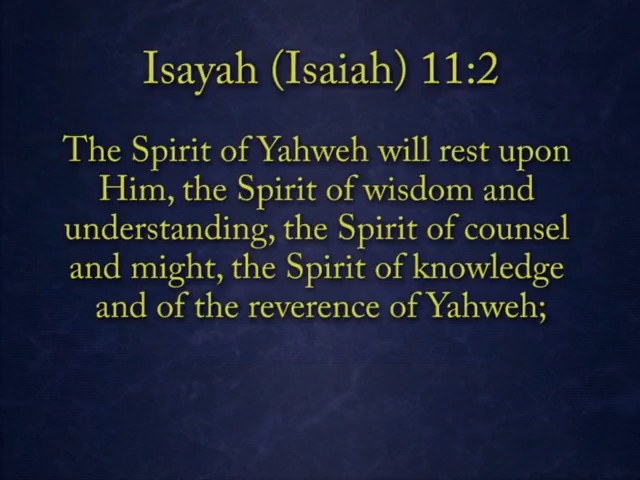 Isayah (Isaiah) 11:2
The Spirit of Yahweh will rest upon
Him, the Spirit of wisdom and
understanding, the Spirit of counsel
and might, the Spirit of knowledge
and of the reverence of Yahweh;